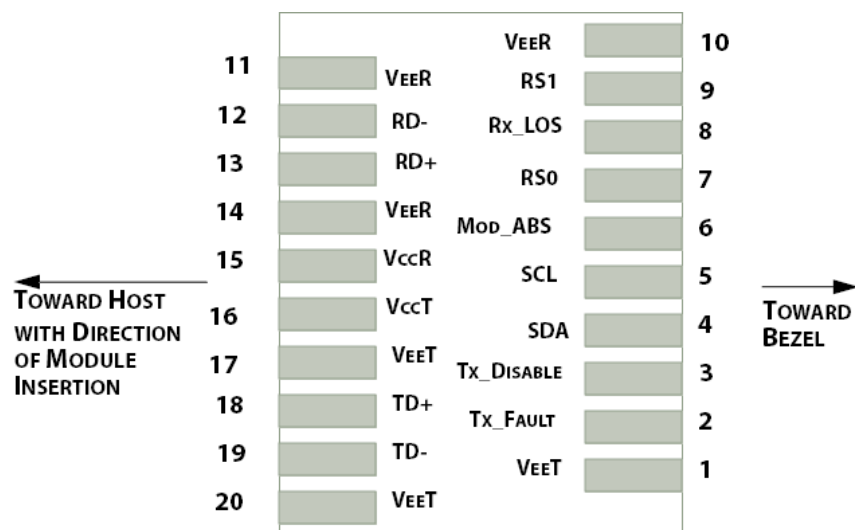 VEER 10
11 VEER
RS1 9
12 RD-
Rx_LOS 8
13 RD+
RS0 7
14 VEER
MOD_ABS 6
15 VccR
SCL 5
TOWARD HOST
WITH DIRECTION
OF MODULE
INSERTION
TOWARD
BEZEL
16 VccT
SDA 4
17 VEET
TX_DISABLE 3
18 TD+
TX_FAULT 2
19 TD-
VEET 1
20 VEET